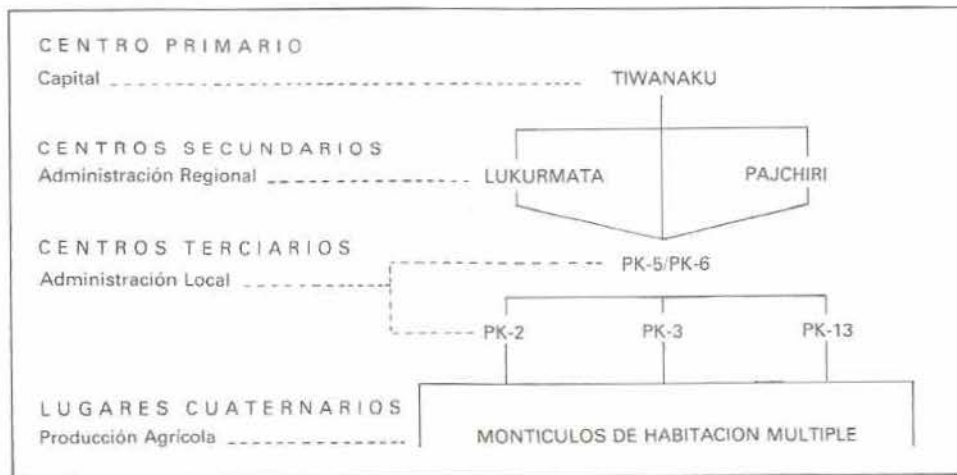 CENTRO PRIMARIO
Capital TIWANAKU
CENTROS SECUNDARIOS
Administración Regional LUKURMATA PAJCHIRI
CENTROS TERCIARIOS
PK-5/PK-6
Administración Local
PK-2 PK-3 PK-13
LUGARES CUATERNARIOS
Producción Agrícola MONTICULOS DE HABITACION MULTIPLE